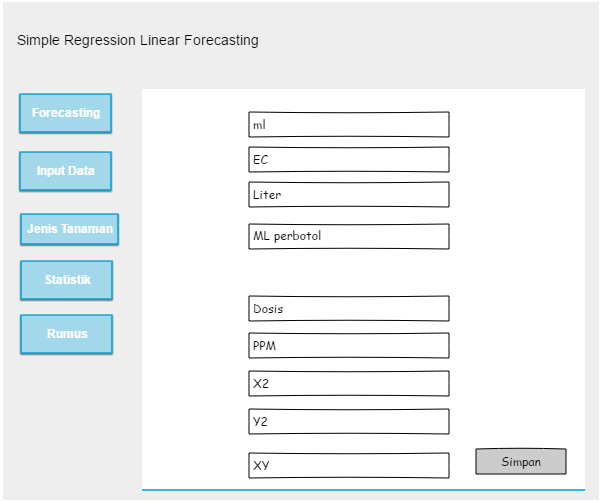 Simple Regression Linear Forecasting
Forecasting
Input Data
Jenis Tanaman
Statistik
Rumus
ml
EC
Liter
ML perbotol
Dosis
PPM
X2
Y2
XY
Simpan